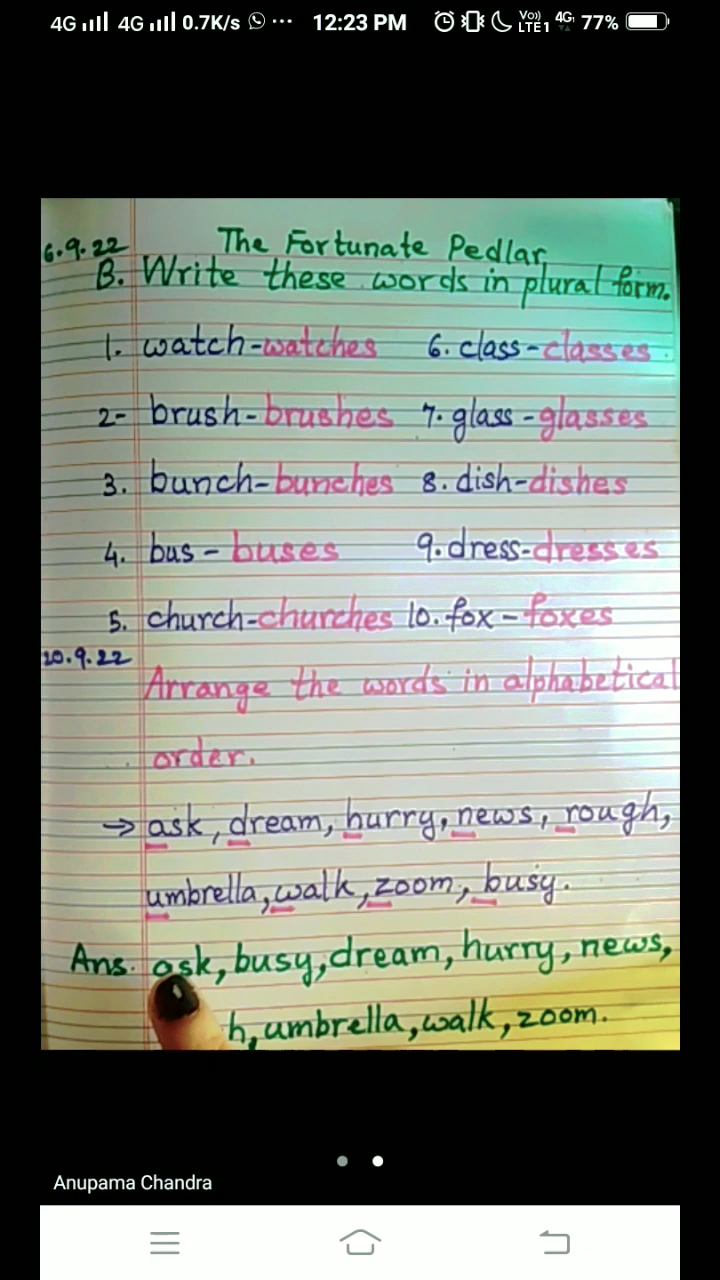 4G 4G 0.7K/s ... 12:23 PM Vo) LTE1 4G 77%
6.9.22 The Fortunate Pedlar
B. Write these words in plural form.
1. watch-watches 6. class-classes.
2- brush-brushes 7. glass-glasses
3. bunch-bunches 8. dish-dishes
4. bus-buses 9. dress-dresses
5. church-churches 10. fox-foxes
10.9.22
Arrange the words in alphabetical
order.
→ ask, dream, hurry, news, rough,
umbrella, walk, zoom, busy.
Ans. ask, busy, dream, hurry, news,
h, umbrella, walk, zoom.
Anupama Chandra